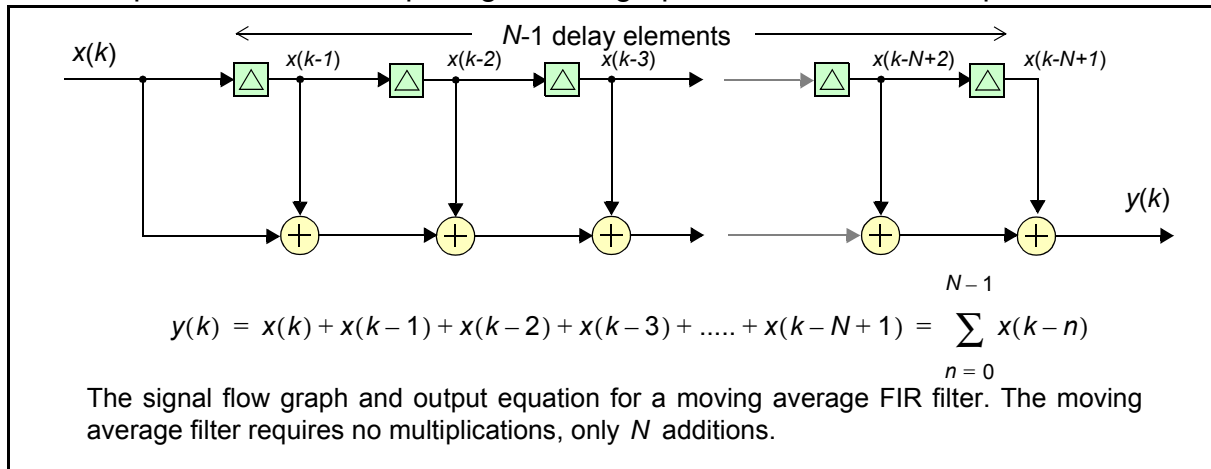 N-1 delay elements
x(k)
x(k-1)
x(k-2)
x(k-3)
x(k-N+2)
x(k-N+1)
y(k)
y(k) = x(k) + x(k – 1) + x(k – 2) + x(k – 3) + ..... + x(k – N + 1) = ∑ x(k – n)
N – 1
n = 0
The signal flow graph and output equation for a moving average FIR filter. The moving
average filter requires no multiplications, only N additions.